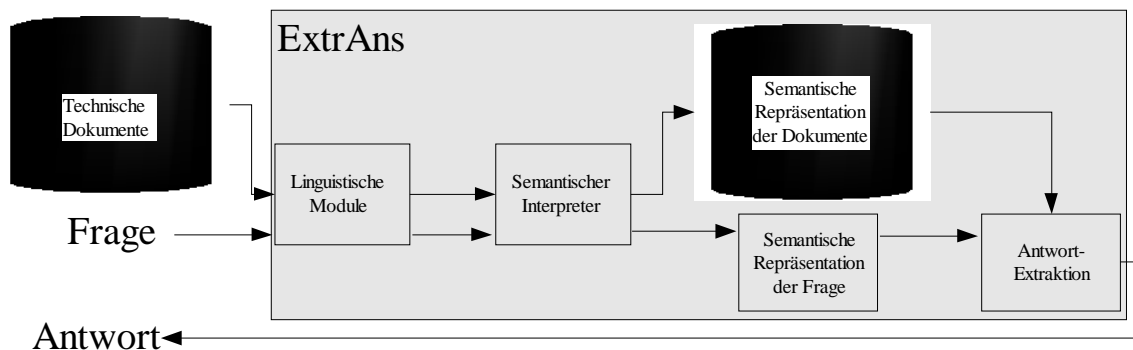 ExtrAns
Technische
Dokumente
Semantische
Repräsentation
der Dokumente
Linguistische
Module
Semantischer
Interpreter
Frage
Semantische
Repräsentation
der Frage
Antwort-
Extraktion
Antwort